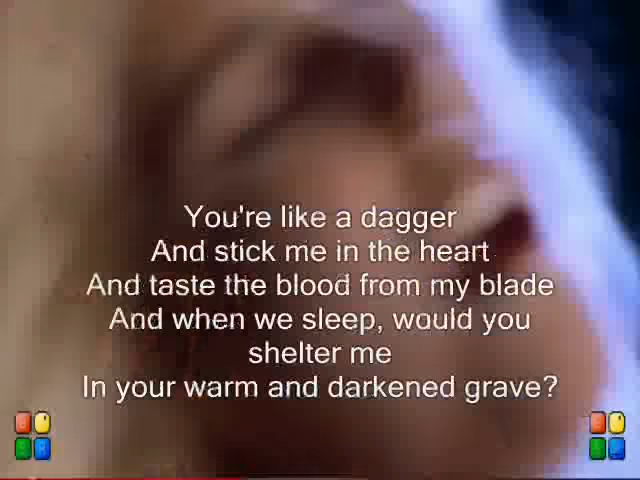 You're like a dagger
And stick me in the heart
And taste the blood from my blade
And when we sleep, would you
shelter me
In your warm and darkened grave?